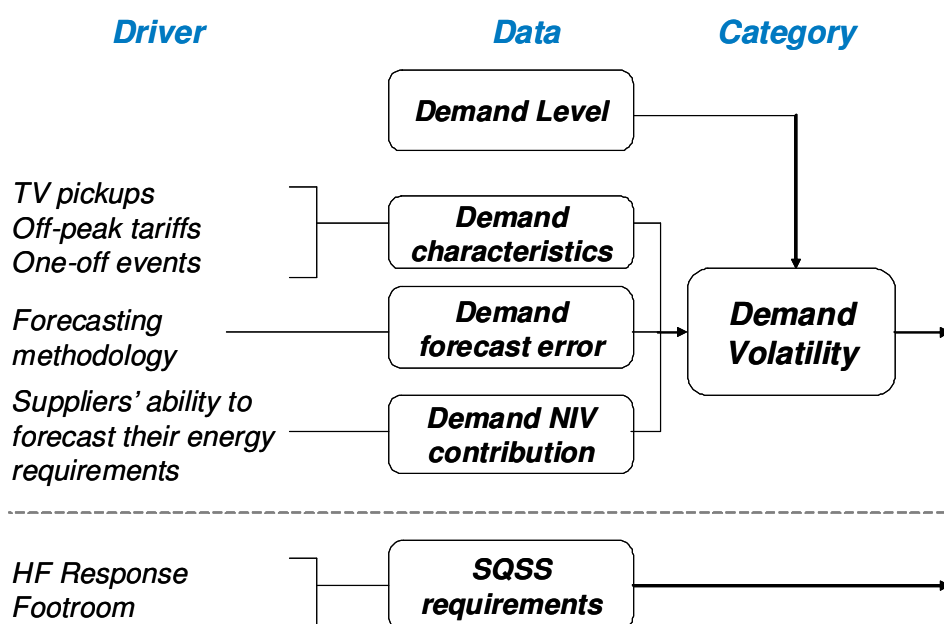 Driver
Data
Category
Demand Level
TV pickups
Off-peak tariffs
One-off events
Demand
characteristics
Forecasting
methodology
Demand
forecast error
Demand
Volatility
Suppliers’ ability to
forecast their energy
requirements
Demand NIV
contribution
HF Response
Footroom
SQSS
requirements